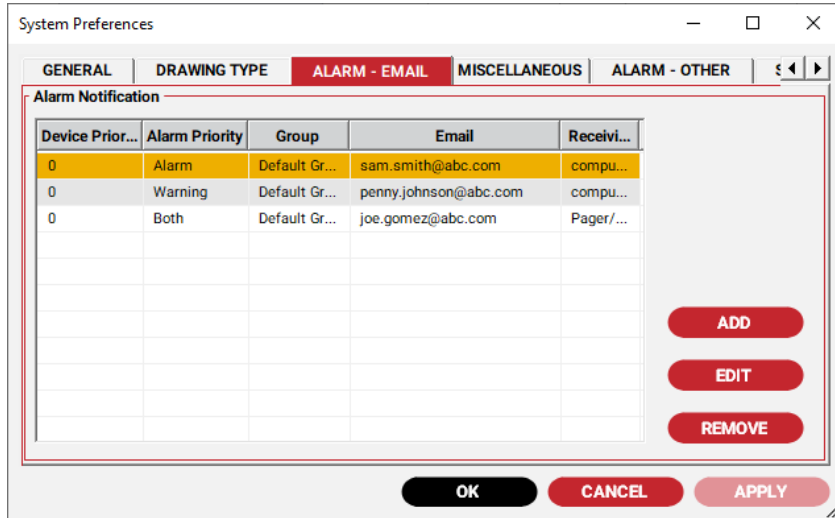 System Preferences
GENERAL DRAWING TYPE ALARM - EMAIL MISCELLANEOUS ALARM - OTHER
Alarm Notification
Device Prior... Alarm Priority Group Email Receivi...
0 Alarm Default Gr... sam.smith@abc.com compu...
0 Warning Default Gr... penny.johnson@abc.com compu...
0 Both Default Gr... joe.gomez@abc.com Pager/...
ADD
EDIT
REMOVE
OK CANCEL APPLY